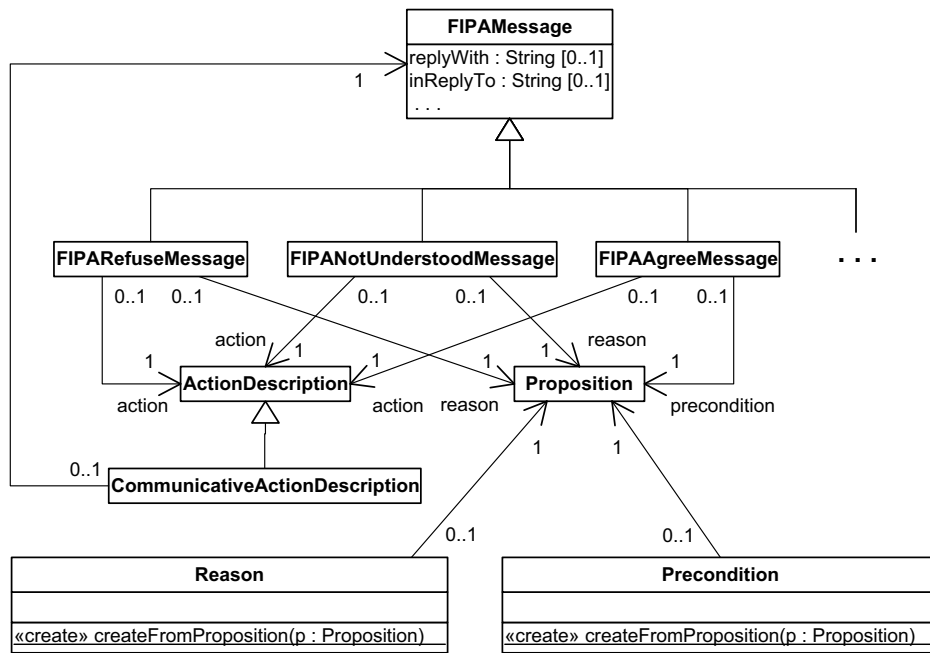 FIPAMessage
replyWith : String [0..1]
inReplyTo : String [0..1]
. . .
1
FIPARefuseMessage
FIPANotUnderstoodMessage
FIPAAgreeMessage
. . .
0..1 0..1 0..1 0..1 0..1 0..1
action 1 1 reason
1 1 1 1
ActionDescription
Proposition
action action reason precondition
1 1
0..1
CommunicativeActionDescription
0..1 0..1
Reason
«create» createFromProposition(p : Proposition)
Precondition
«create» createFromProposition(p : Proposition)